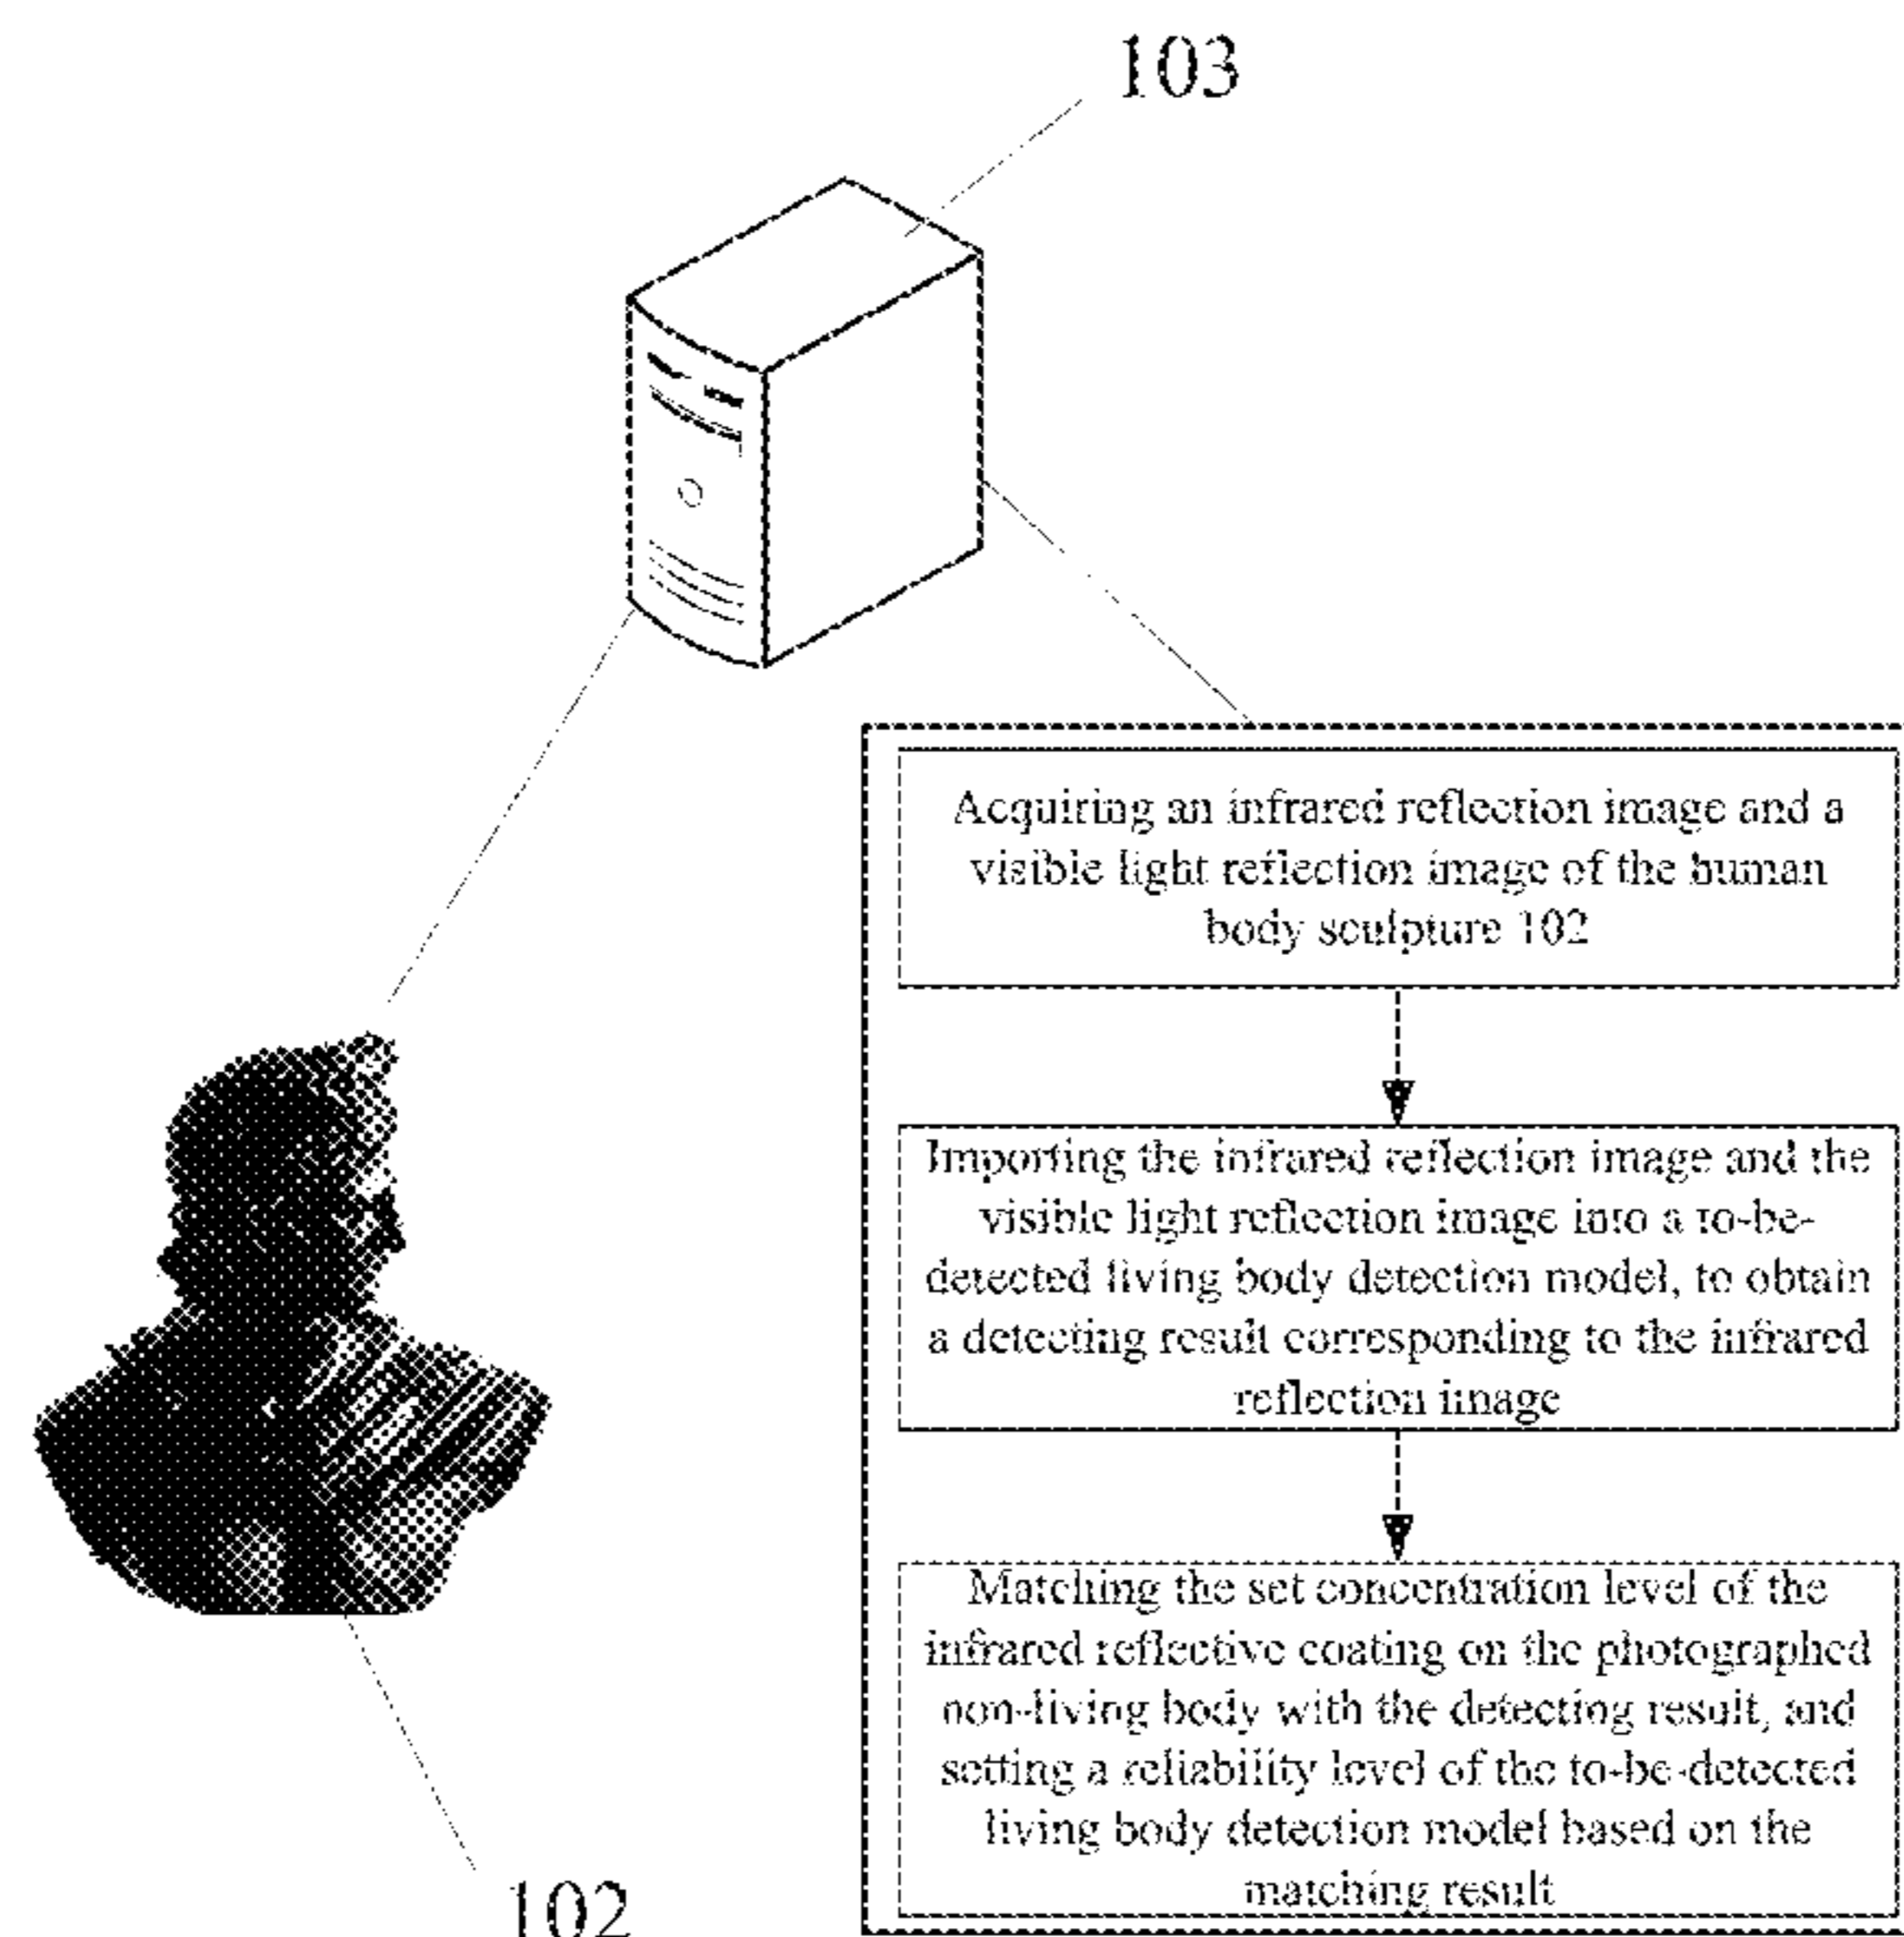 103
Acquiring an infrared reflection image and a
visible light reflection image of the human
body sculpture 102
Importing the infrared reflection image and the
visible light reflection image into a to-be-
detected living body detection model, to obtain
a detecting result corresponding to the infrared
reflection image
Matching the set concentration level of the
infrared reflective coating on the photographed
non-living body with the detecting result, and
setting a reliability level of the to-be-detected
living body detection model based on the
matching result
102